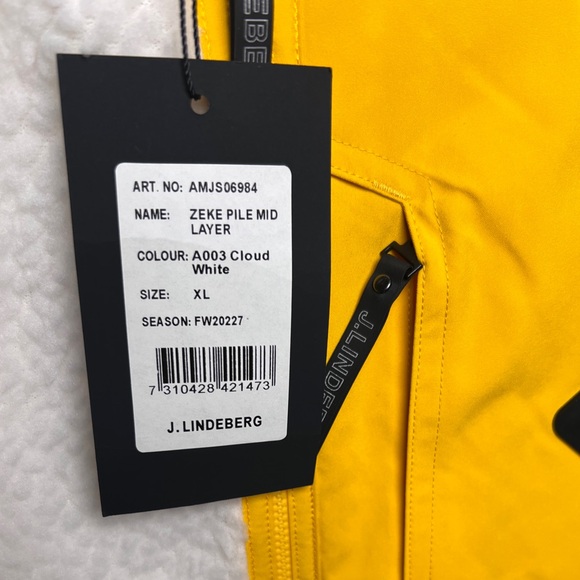 ART. NO: AMJS06984
NAME: ZEKE PILE MID
LAYER
COLOUR: A003 Cloud
White
SIZE: XL
SEASON: FW20227
7 310428 421473
J. LINDEBERG